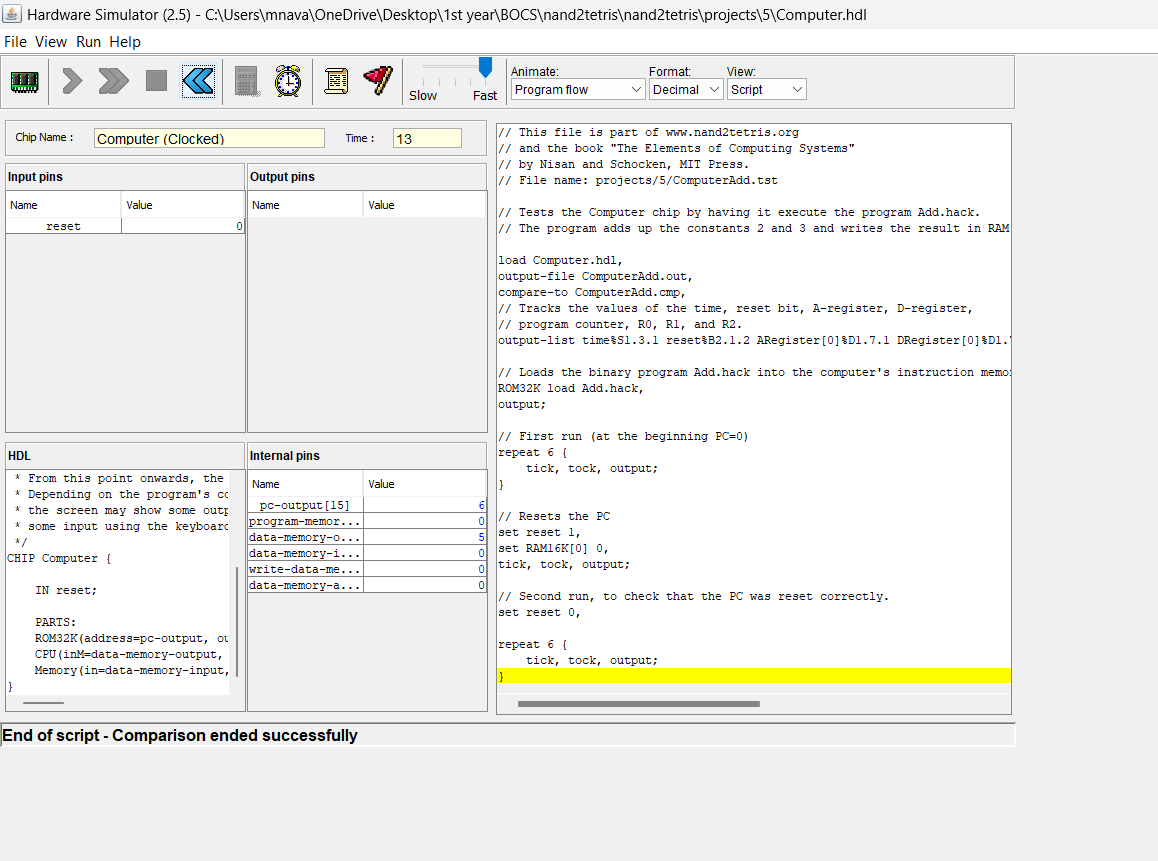 Hardware Simulator (2.5) - C:\Users\mnava\OneDrive\Desktop\1st year\BOCS\nand2tetris\nand2tetris\projects\5\Computer.hdl
File View Run Help
Slow Fast
Animate: Format: View:
Program flow Decimal Script
Chip Name : Computer (Clocked) Time : 13
Input pins
Name Value
reset 0
Output pins
Name Value
HDL
* From this point onwards, the
* Depending on the program's co
* the screen may show some outp
* some input using the keyboard
*/
CHIP Computer {
IN reset;
PARTS:
ROM32K(address=pc-output, ou
CPU(inM=data-memory-output,
Memory(in=data-memory-input,
}
Internal pins
Name Value
pc-output[15] 6
program-memor... 0
data-memory-o... 5
data-memory-i... 0
write-data-me... 0
data-memory-a... 0
// This file is part of www.nand2tetris.org
// and the book "The Elements of Computing Systems"
// by Nisan and Schocken, MIT Press.
// File name: projects/5/ComputerAdd.tst
// Tests the Computer chip by having it execute the program Add.hack.
// The program adds up the constants 2 and 3 and writes the result in RAM
load Computer.hdl,
output-file ComputerAdd.out,
compare-to ComputerAdd.cmp,
// Tracks the values of the time, reset bit, A-register, D-register,
// program counter, R0, R1, and R2.
output-list time%S1.3.1 reset%B2.1.2 ARegister[0]%D1.7.1 DRegister[0]%D1.
// Loads the binary program Add.hack into the computer's instruction memo
ROM32K load Add.hack,
output;
// First run (at the beginning PC=0)
repeat 6 {
tick, tock, output;
}
// Resets the PC
set reset 1,
set RAM16K[0] 0,
tick, tock, output;
// Second run, to check that the PC was reset correctly.
set reset 0,
repeat 6 {
tick, tock, output;
}
End of script - Comparison ended successfully